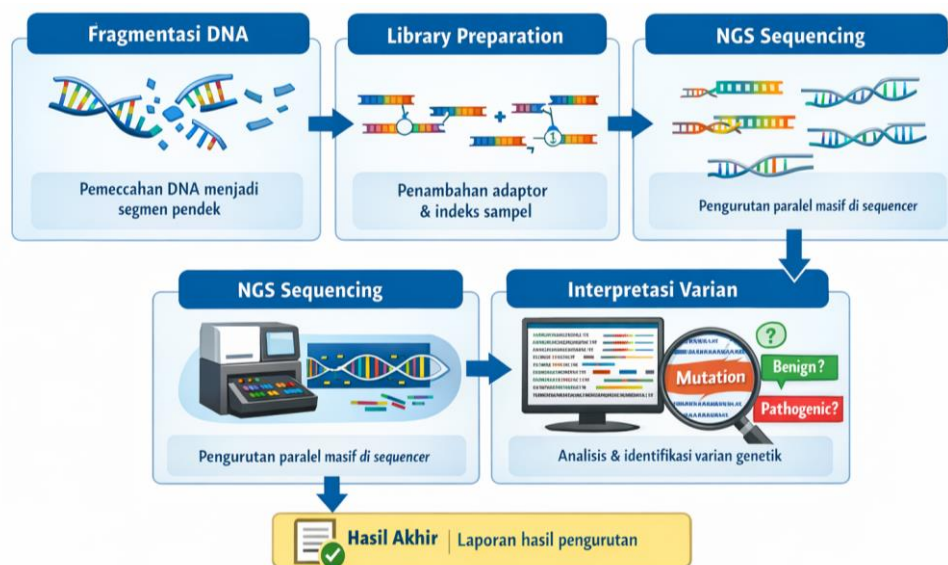 Fragmentasi DNA
Pemeccahan DNA menjadi
segmen pendek
Library Preparation
+
1
Penambahan adaptor
& indeks sampel
NGS Sequencing
Pengurutan paralel masif di sequencer
NGS Sequencing
Pengurutan paralel masif di sequencer
Interpretasi Varian
Mutation
?
Benign?
Pathogenic?
Analisis & identifikasi varian genetik
Hasil Akhir | Laporan hasil pengurutan